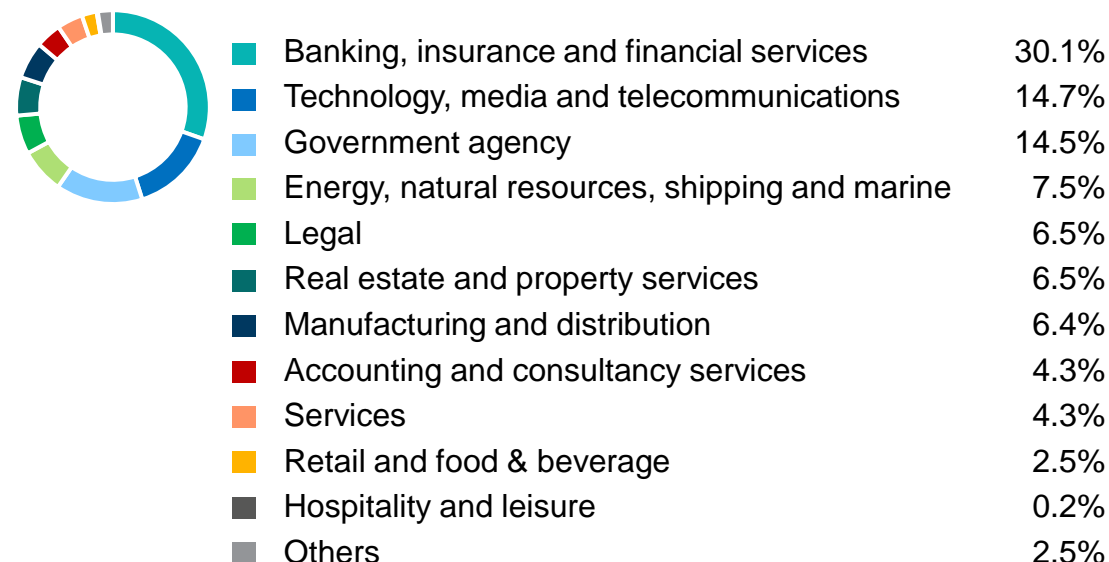 Banking, insurance and financial services 30.1%
Technology, media and telecommunications 14.7%
Government agency 14.5%
Energy, natural resources, shipping and marine 7.5%
Legal 6.5%
Real estate and property services 6.5%
Manufacturing and distribution 6.4%
Accounting and consultancy services 4.3%
Services 4.3%
Retail and food & beverage 2.5%
Hospitality and leisure 0.2%
Others 2.5%